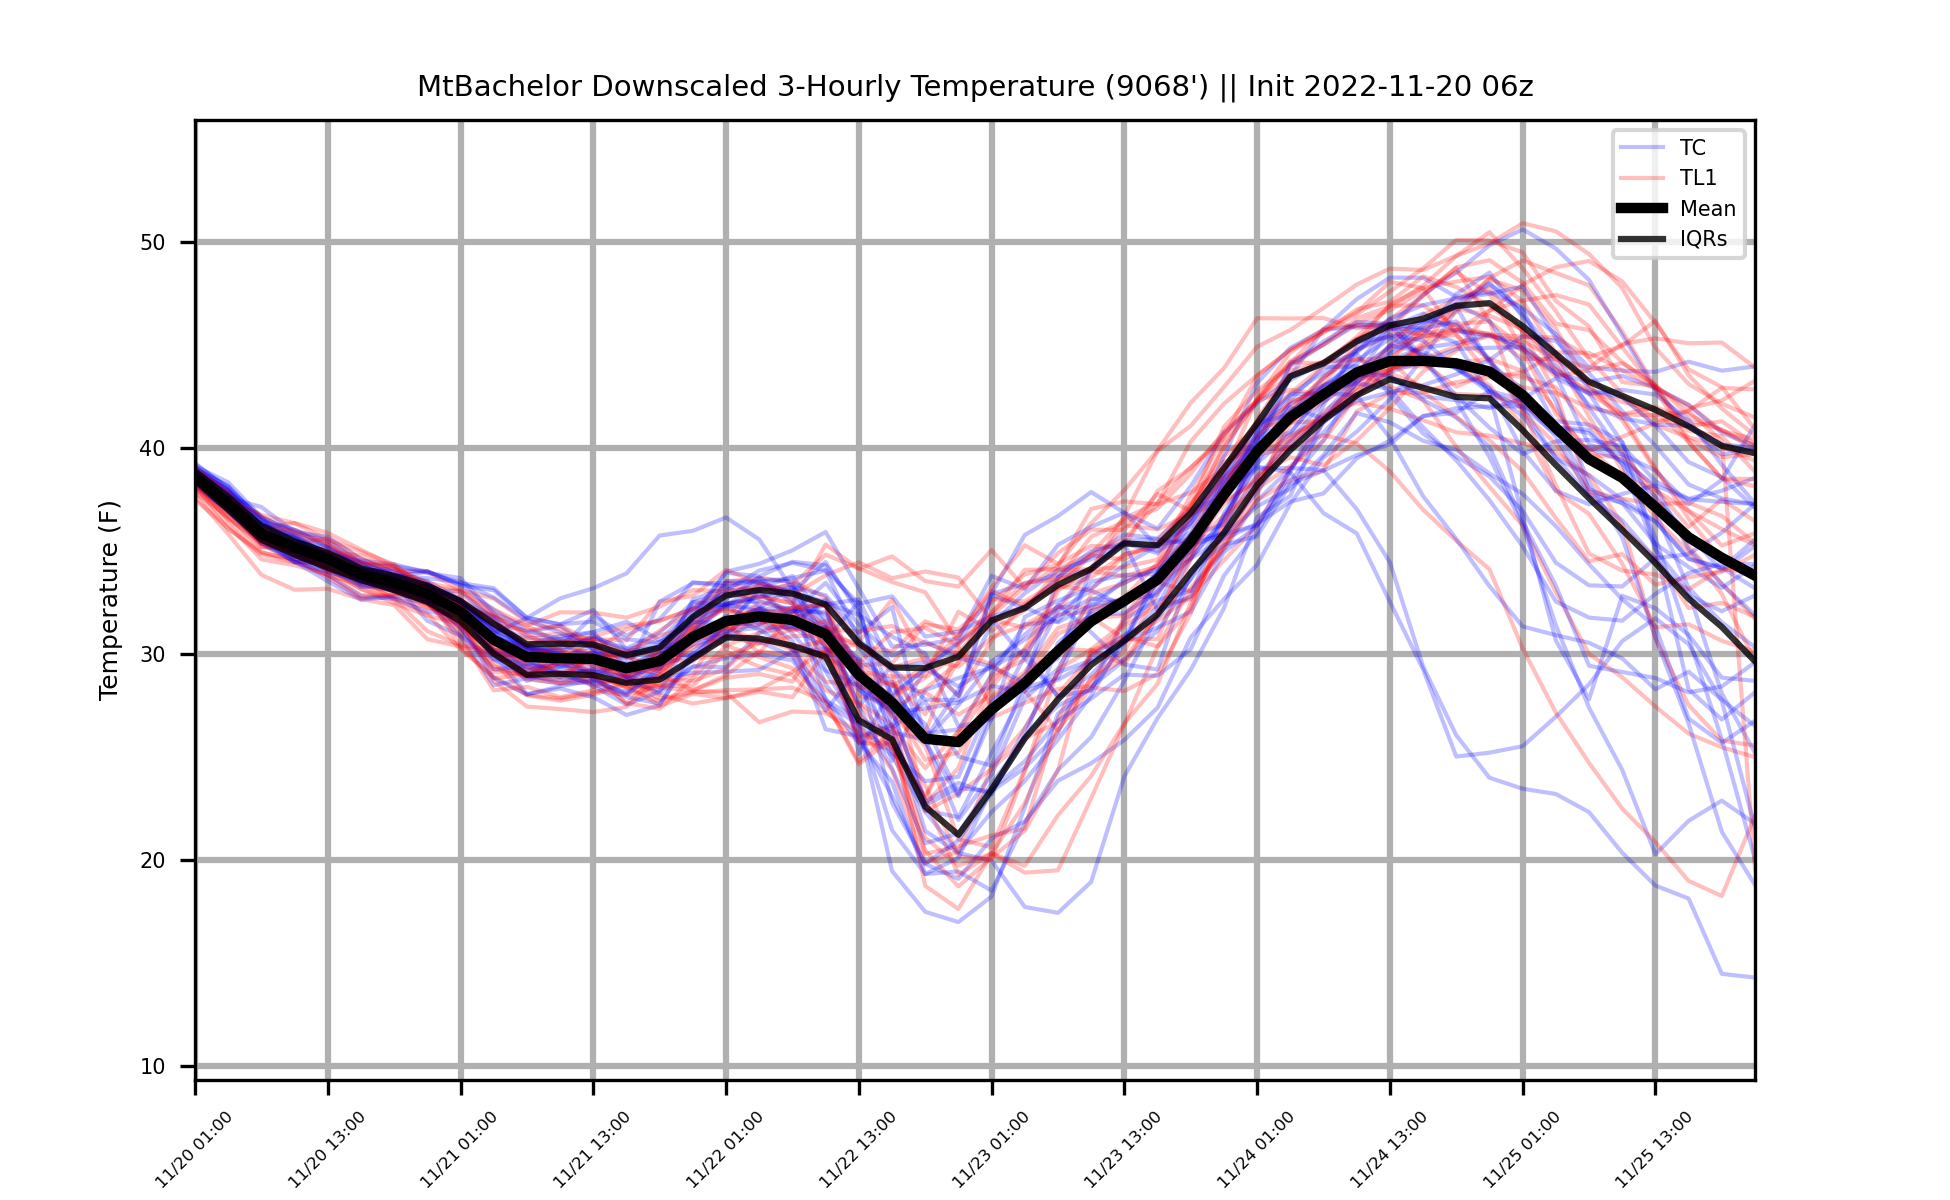 MtBachelor Downscaled 3-Hourly Temperature (9068') || Init 2022-11-20 06z
TC
TL1
Mean
IQRs
Temperature (F)
50
40
30
20
10
11/20 01:00
11/20 13:00
11/21 01:00
11/21 13:00
11/22 01:00
11/22 13:00
11/23 01:00
11/23 13:00
11/24 01:00
11/24 13:00
11/25 01:00
11/25 13:00